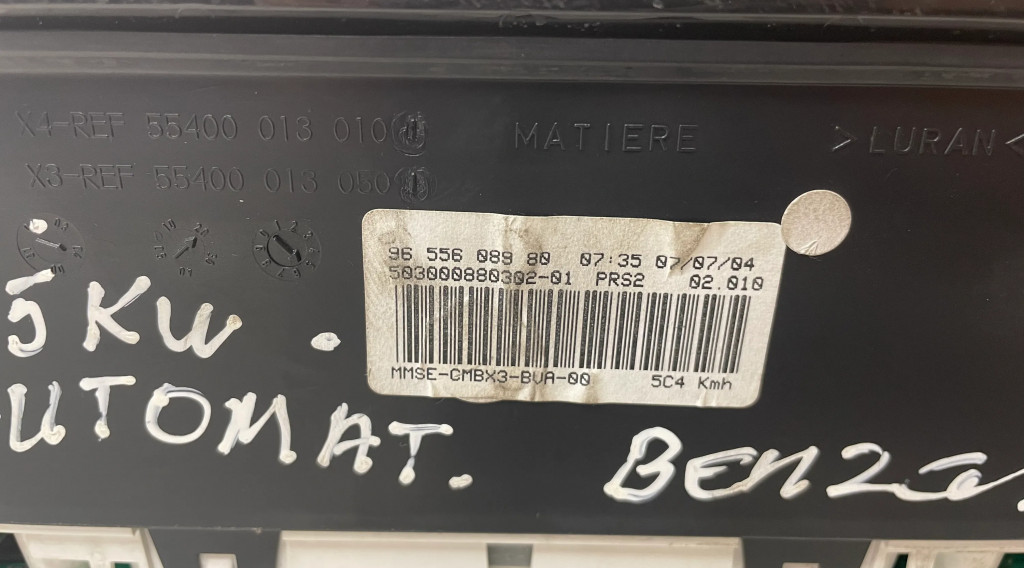 X4-REF 55400 013 010
MATIERE
>LURAN<
X3-REF 55400 013 050
96 556 089 80 07:35 07/07/04
503000880302-01 PRS2 02.010
MMSE-CMBX3-BVA-00 5C4 Kmh
5 KW.
UTOMAT.